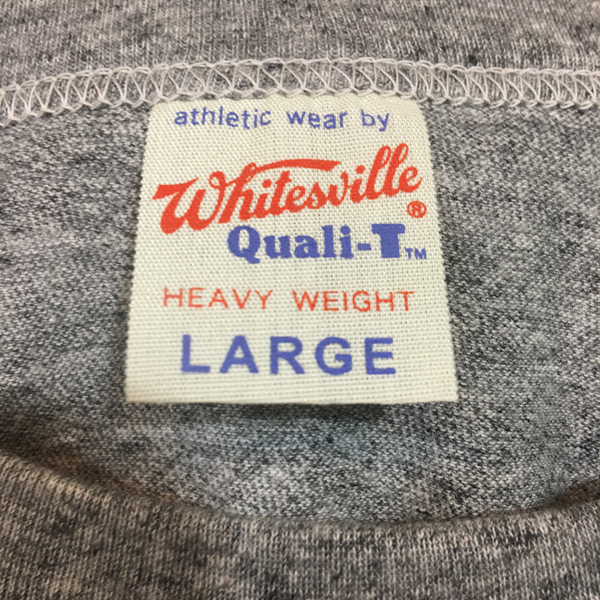 athletic wear by
Whitesville®
Quali-T™
HEAVY WEIGHT
LARGE